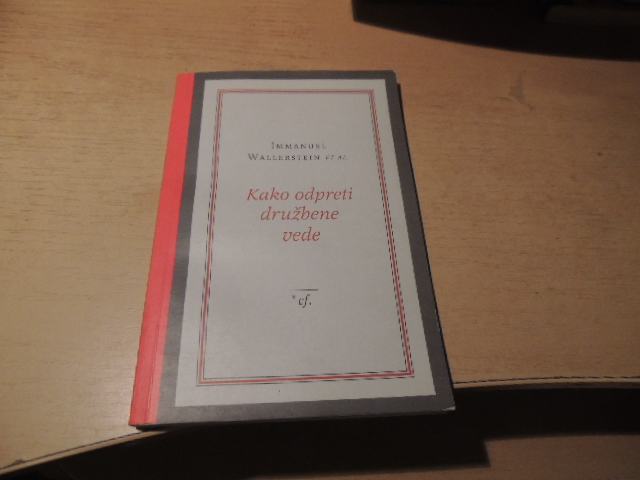 IMMANUEL
WALLERSTEIN ET AL.
Kako odpreti
družbene
vede
*cf.